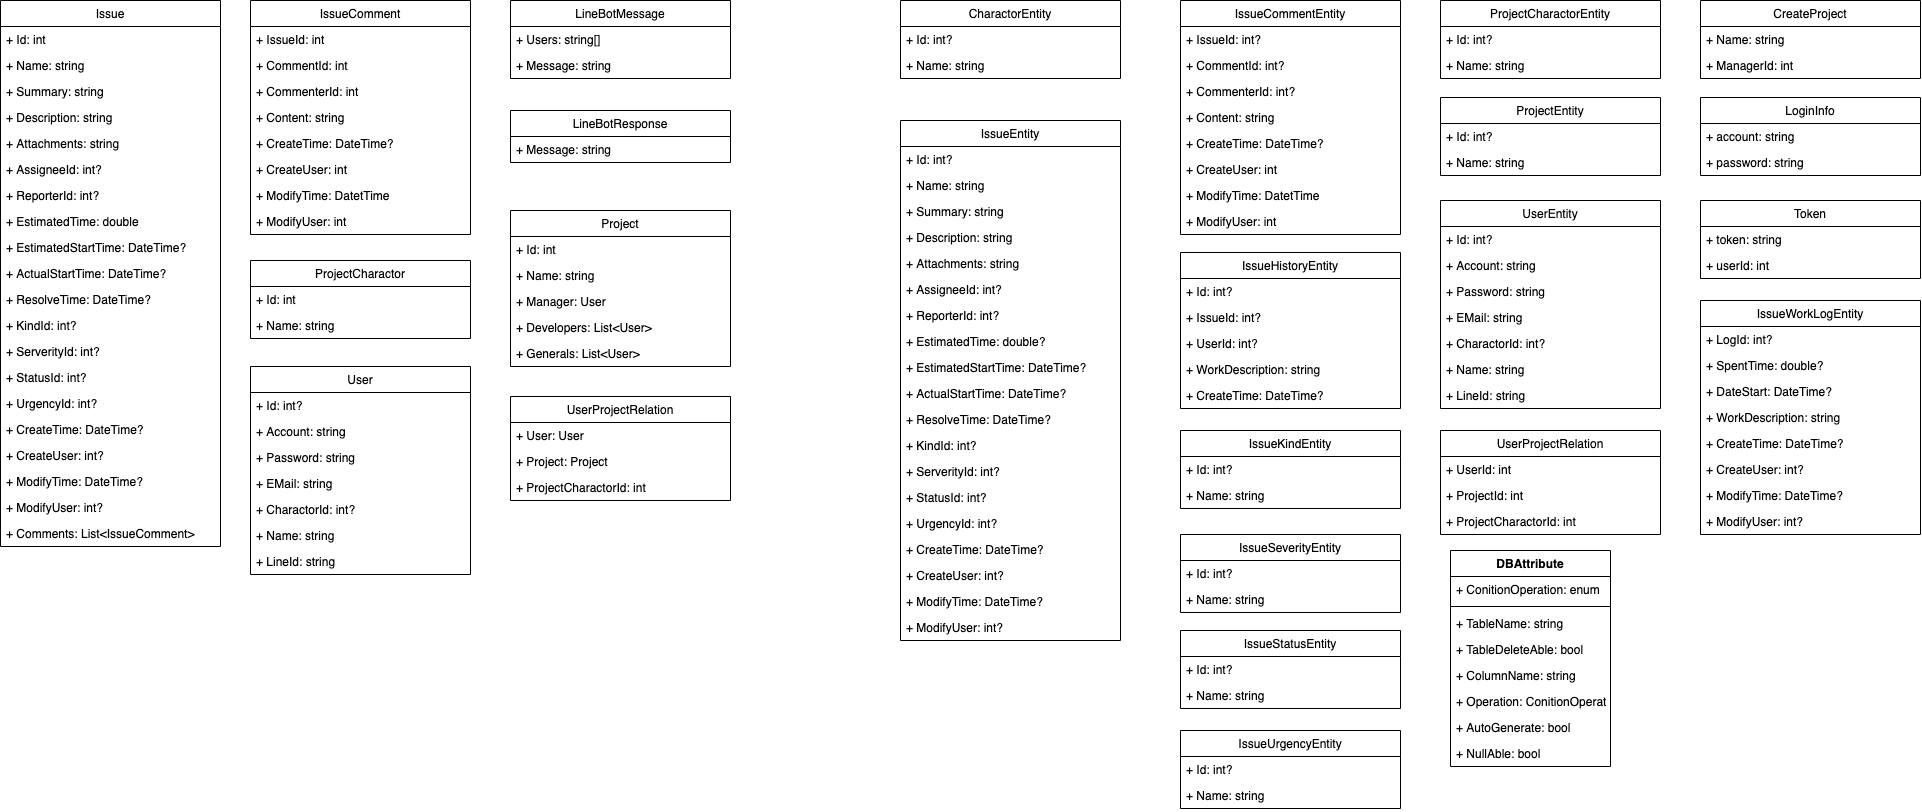 Issue
+ Id: int
+ Name: string
+ Summary: string
+ Description: string
+ Attachments: string
+ AssigneeId: int?
+ ReporterId: int?
+ EstimatedTime: double
+ EstimatedStartTime: DateTime?
+ ActualStartTime: DateTime?
+ ResolveTime: DateTime?
+ KindId: int?
+ ServerityId: int?
+ StatusId: int?
+ UrgencyId: int?
+ CreateTime: DateTime?
+ CreateUser: int?
+ ModifyTime: DateTime?
+ ModifyUser: int?
+ Comments: List<IssueComment>
IssueComment
+ IssueId: int
+ CommentId: int
+ CommenterId: int
+ Content: string
+ CreateTime: DateTime?
+ CreateUser: int
+ ModifyTime: DatetTime
+ ModifyUser: int
ProjectCharactor
+ Id: int
+ Name: string
User
+ Id: int?
+ Account: string
+ Password: string
+ EMail: string
+ CharactorId: int?
+ Name: string
+ LineId: string
LineBotMessage
+ Users: string[]
+ Message: string
LineBotResponse
+ Message: string
Project
+ Id: int
+ Name: string
+ Manager: User
+ Developers: List<User>
+ Generals: List<User>
UserProjectRelation
+ User: User
+ Project: Project
+ ProjectCharactorId: int
CharactorEntity
+ Id: int?
+ Name: string
IssueEntity
+ Id: int?
+ Name: string
+ Summary: string
+ Description: string
+ Attachments: string
+ AssigneeId: int?
+ ReporterId: int?
+ EstimatedTime: double?
+ EstimatedStartTime: DateTime?
+ ActualStartTime: DateTime?
+ ResolveTime: DateTime?
+ KindId: int?
+ ServerityId: int?
+ StatusId: int?
+ UrgencyId: int?
+ CreateTime: DateTime?
+ CreateUser: int?
+ ModifyTime: DateTime?
+ ModifyUser: int?
IssueCommentEntity
+ IssueId: int?
+ CommentId: int?
+ CommenterId: int?
+ Content: string
+ CreateTime: DateTime?
+ CreateUser: int
+ ModifyTime: DatetTime
+ ModifyUser: int
IssueHistoryEntity
+ Id: int?
+ IssueId: int?
+ UserId: int?
+ WorkDescription: string
+ CreateTime: DateTime?
IssueKindEntity
+ Id: int?
+ Name: string
IssueSeverityEntity
+ Id: int?
+ Name: string
IssueStatusEntity
+ Id: int?
+ Name: string
IssueUrgencyEntity
+ Id: int?
+ Name: string
ProjectCharactorEntity
+ Id: int?
+ Name: string
ProjectEntity
+ Id: int?
+ Name: string
UserEntity
+ Id: int?
+ Account: string
+ Password: string
+ EMail: string
+ CharactorId: int?
+ Name: string
+ LineId: string
UserProjectRelation
+ UserId: int
+ ProjectId: int
+ ProjectCharactorId: int
DBAttribute
+ ConitionOperation: enum
+ TableName: string
+ TableDeleteAble: bool
+ ColumnName: string
+ Operation: ConitionOperat
+ AutoGenerate: bool
+ NullAble: bool
CreateProject
+ Name: string
+ ManagerId: int
LoginInfo
+ account: string
+ password: string
Token
+ token: string
+ userId: int
IssueWorkLogEntity
+ LogId: int?
+ SpentTime: double?
+ DateStart: DateTime?
+ WorkDescription: string
+ CreateTime: DateTime?
+ CreateUser: int?
+ ModifyTime: DateTime?
+ ModifyUser: int?